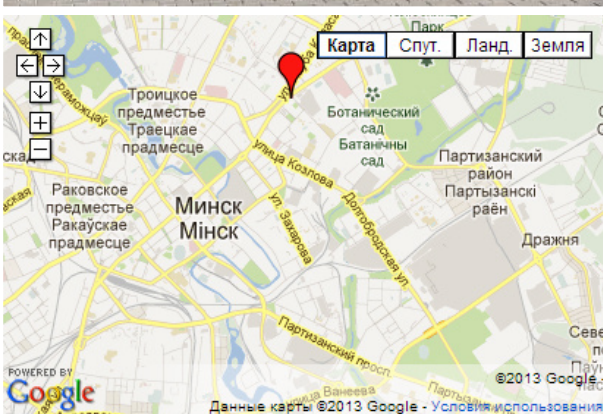 Парк
Карта Спут. Ланд. Земля
Троицкое
предместье
Траецкае
прадмесце
Ботанический
сад
Батанічны
сад
улица Козлова
Партизанский
район
Партызанскі
раён
Раковское
предместье
Ракаўскае
прадмесце
Минск
Мінск
ул. Захарова
Долгобродская ул
Дражня
Партизанский просп.
POWERED BY
Google
©2013 Google
Данные карты ©2013 Google - Условия использования